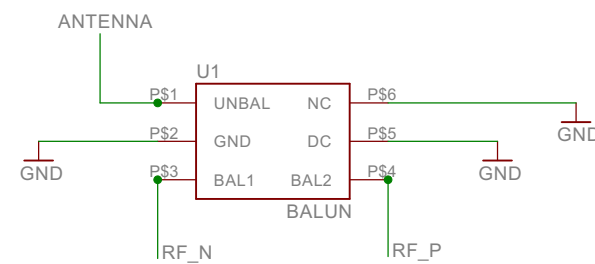 ANTENNA
U1
P$1 UNBAL NC P$6
P$2 GND DC P$5
P$3 BAL1 BAL2 P$4
GND
GND
GND
BALUN
RF_N
RF_P